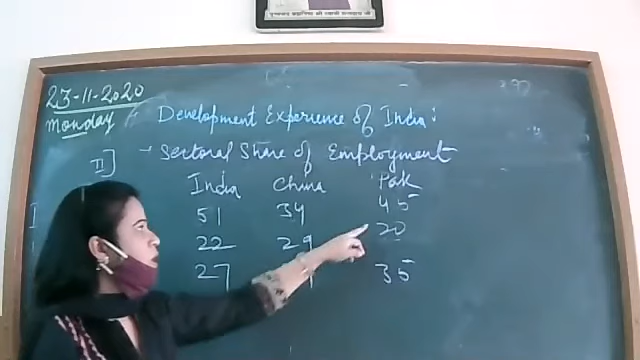 23-11-2020
Monday
Development Experience of India:
II] Sectoral Share of Employment
India China Pak
51 34 45
22 29 20
27 35